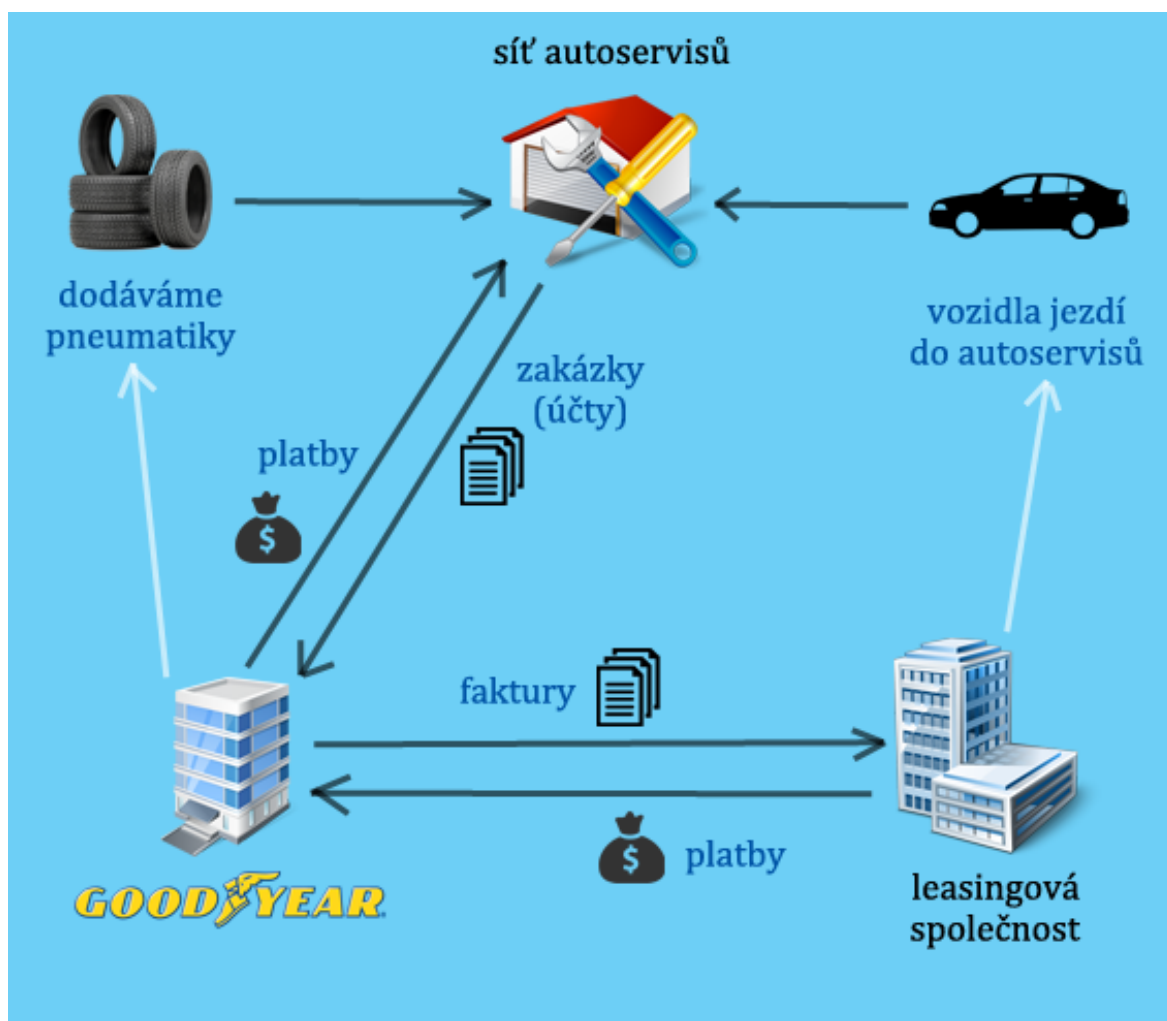 síť autoservisů
dodáváme
pneumatiky
vozidla jezdí
do autoservisů
zakázky
(účty)
platby
$
faktury
$
platby
GOODYEAR
leasingová
společnost